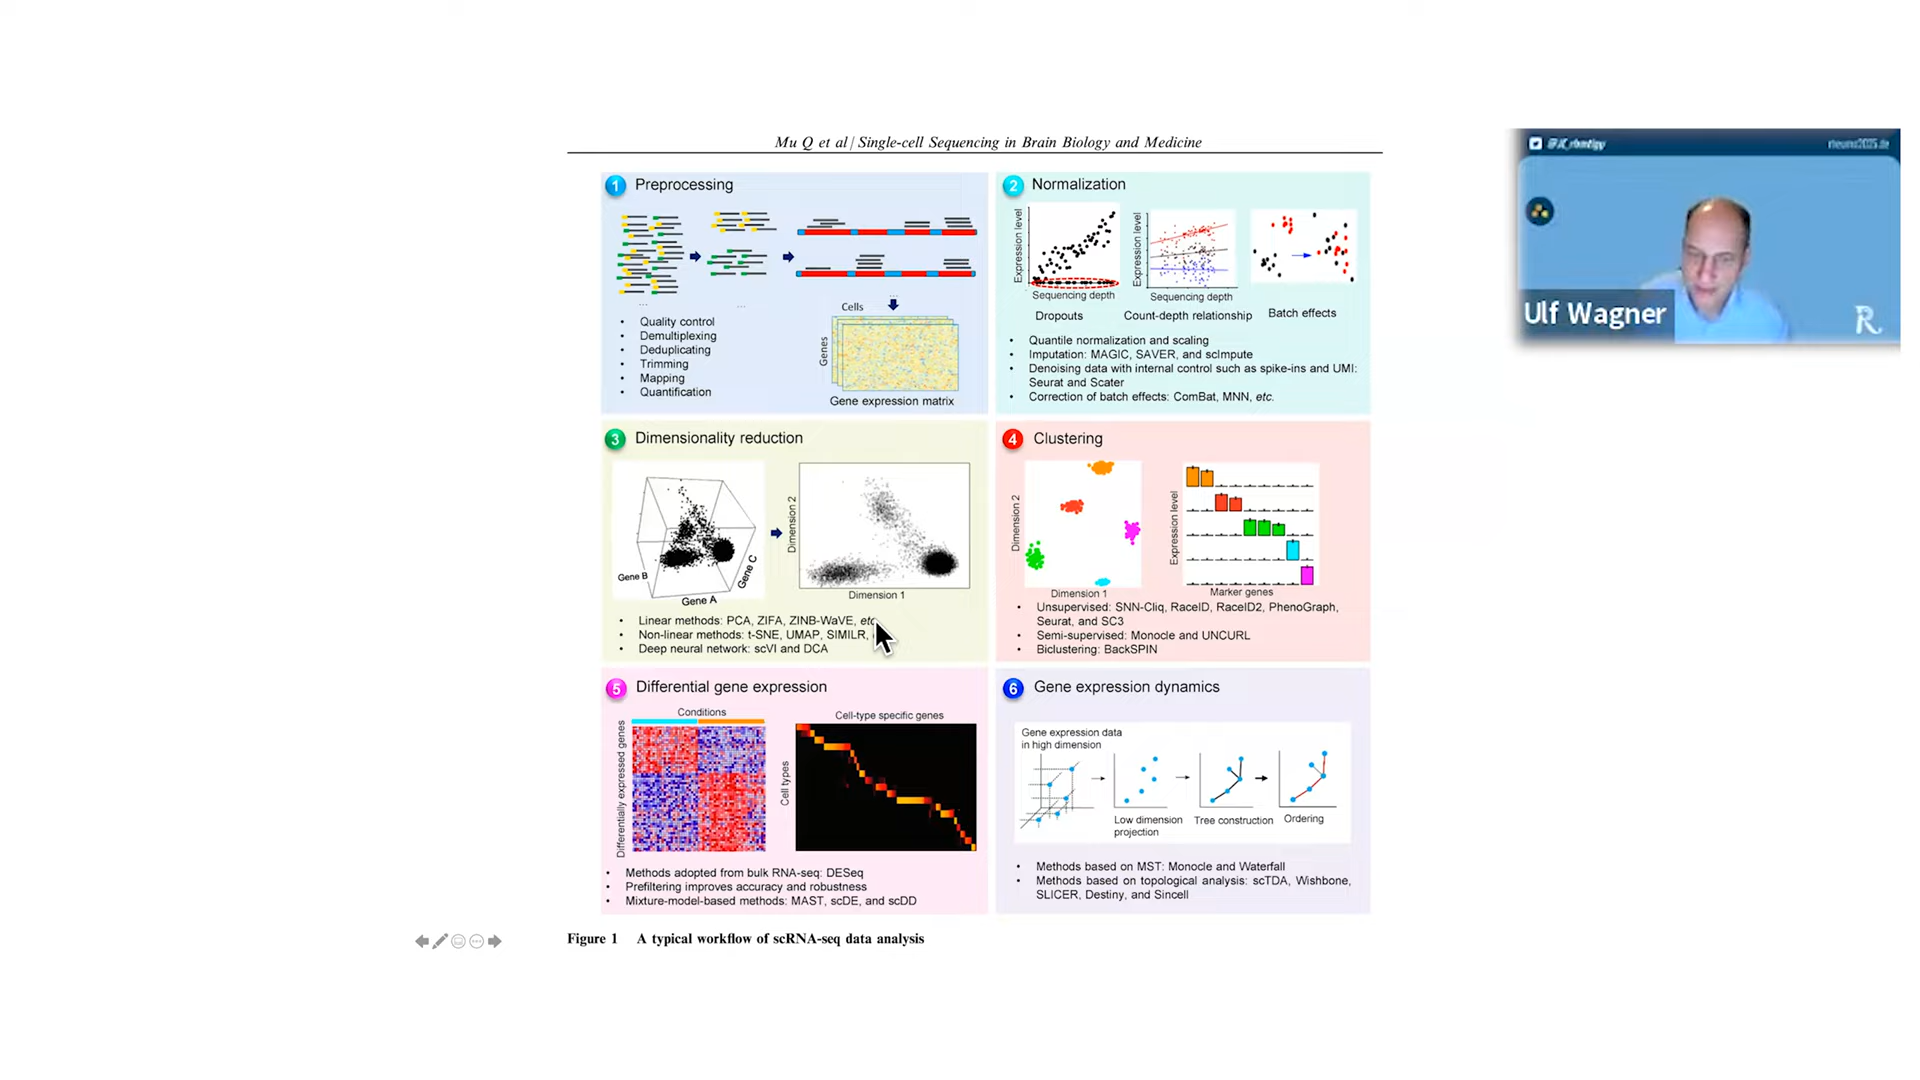 Mu Q et al | Single-cell Sequencing in Brain Biology and Medicine
1 Preprocessing
...
...
...
Cells
Genes
Gene expression matrix
• Quality control
• Demultiplexing
• Deduplicating
• Trimming
• Mapping
• Quantification
2 Normalization
Expression level
Sequencing depth
Dropouts
Expression level
Sequencing depth
Count-depth relationship
Batch effects
• Quantile normalization and scaling
• Imputation: MAGIC, SAVER, and scImpute
• Denoising data with internal control such as spike-ins and UMI:
Seurat and Scater
• Correction of batch effects: ComBat, MNN, etc.
3 Dimensionality reduction
Gene B
Gene A
Gene C
Dimension 2
Dimension 1
• Linear methods: PCA, ZIFA, ZINB-WaVE, etc
• Non-linear methods: t-SNE, UMAP, SIMILR,
• Deep neural network: scVI and DCA
4 Clustering
Dimension 2
Dimension 1
Expression level
Marker genes
• Unsupervised: SNN-Cliq, RaceID, RaceID2, PhenoGraph,
Seurat, and SC3
• Semi-supervised: Monocle and UNCURL
• Biclustering: BackSPIN
5 Differential gene expression
Conditions
Differentially expressed genes
Cell-type specific genes
Cell types
• Methods adopted from bulk RNA-seq: DESeq
• Prefiltering improves accuracy and robustness
• Mixture-model-based methods: MAST, scDE, and scDD
6 Gene expression dynamics
Gene expression data
in high dimension
Low dimension
projection
Tree construction
Ordering
• Methods based on MST: Monocle and Waterfall
• Methods based on topological analysis: scTDA, Wishbone,
SLICER, Destiny, and Sincell
Figure 1 A typical workflow of scRNA-seq data analysis
rheuma2025.de
Ulf Wagner
R